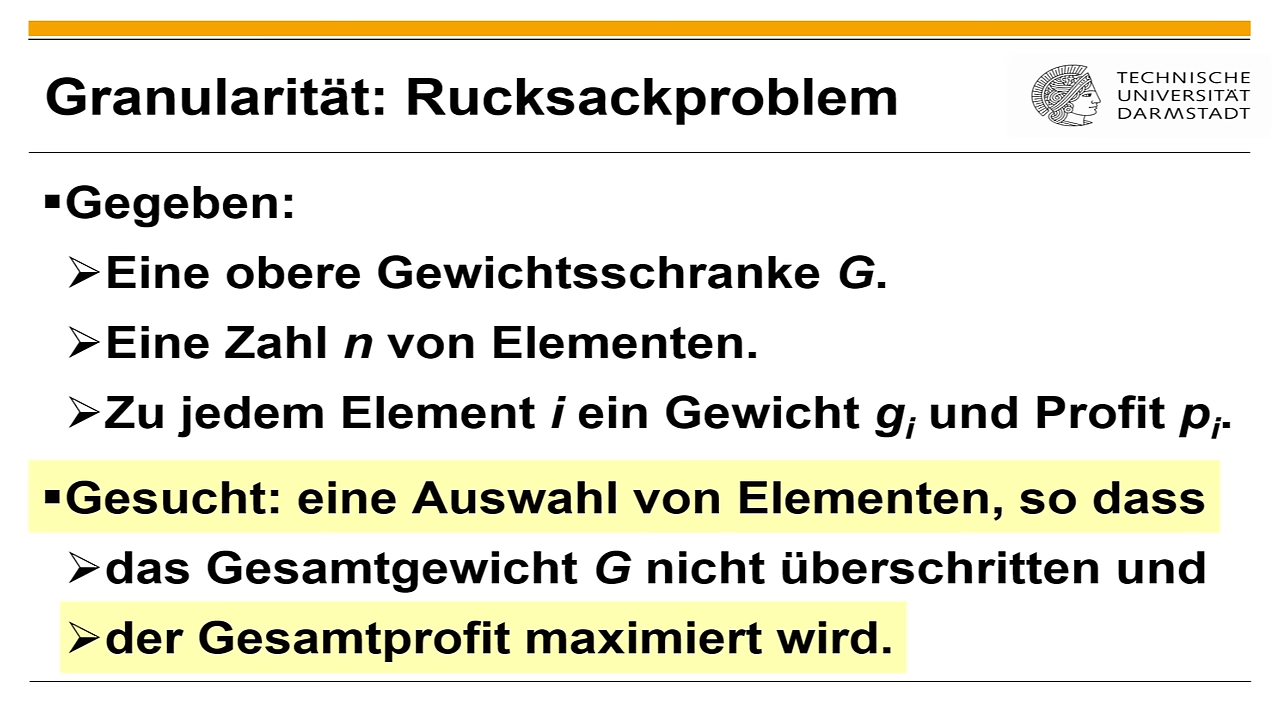 Granularität: Rucksackproblem
TECHNISCHE
UNIVERSITÄT
DARMSTADT
▪Gegeben:
➢Eine obere Gewichtsschranke G.
➢Eine Zahl n von Elementen.
➢Zu jedem Element i ein Gewicht gi und Profit pi.
▪Gesucht: eine Auswahl von Elementen, so dass
➢das Gesamtgewicht G nicht überschritten und
➢der Gesamtprofit maximiert wird.